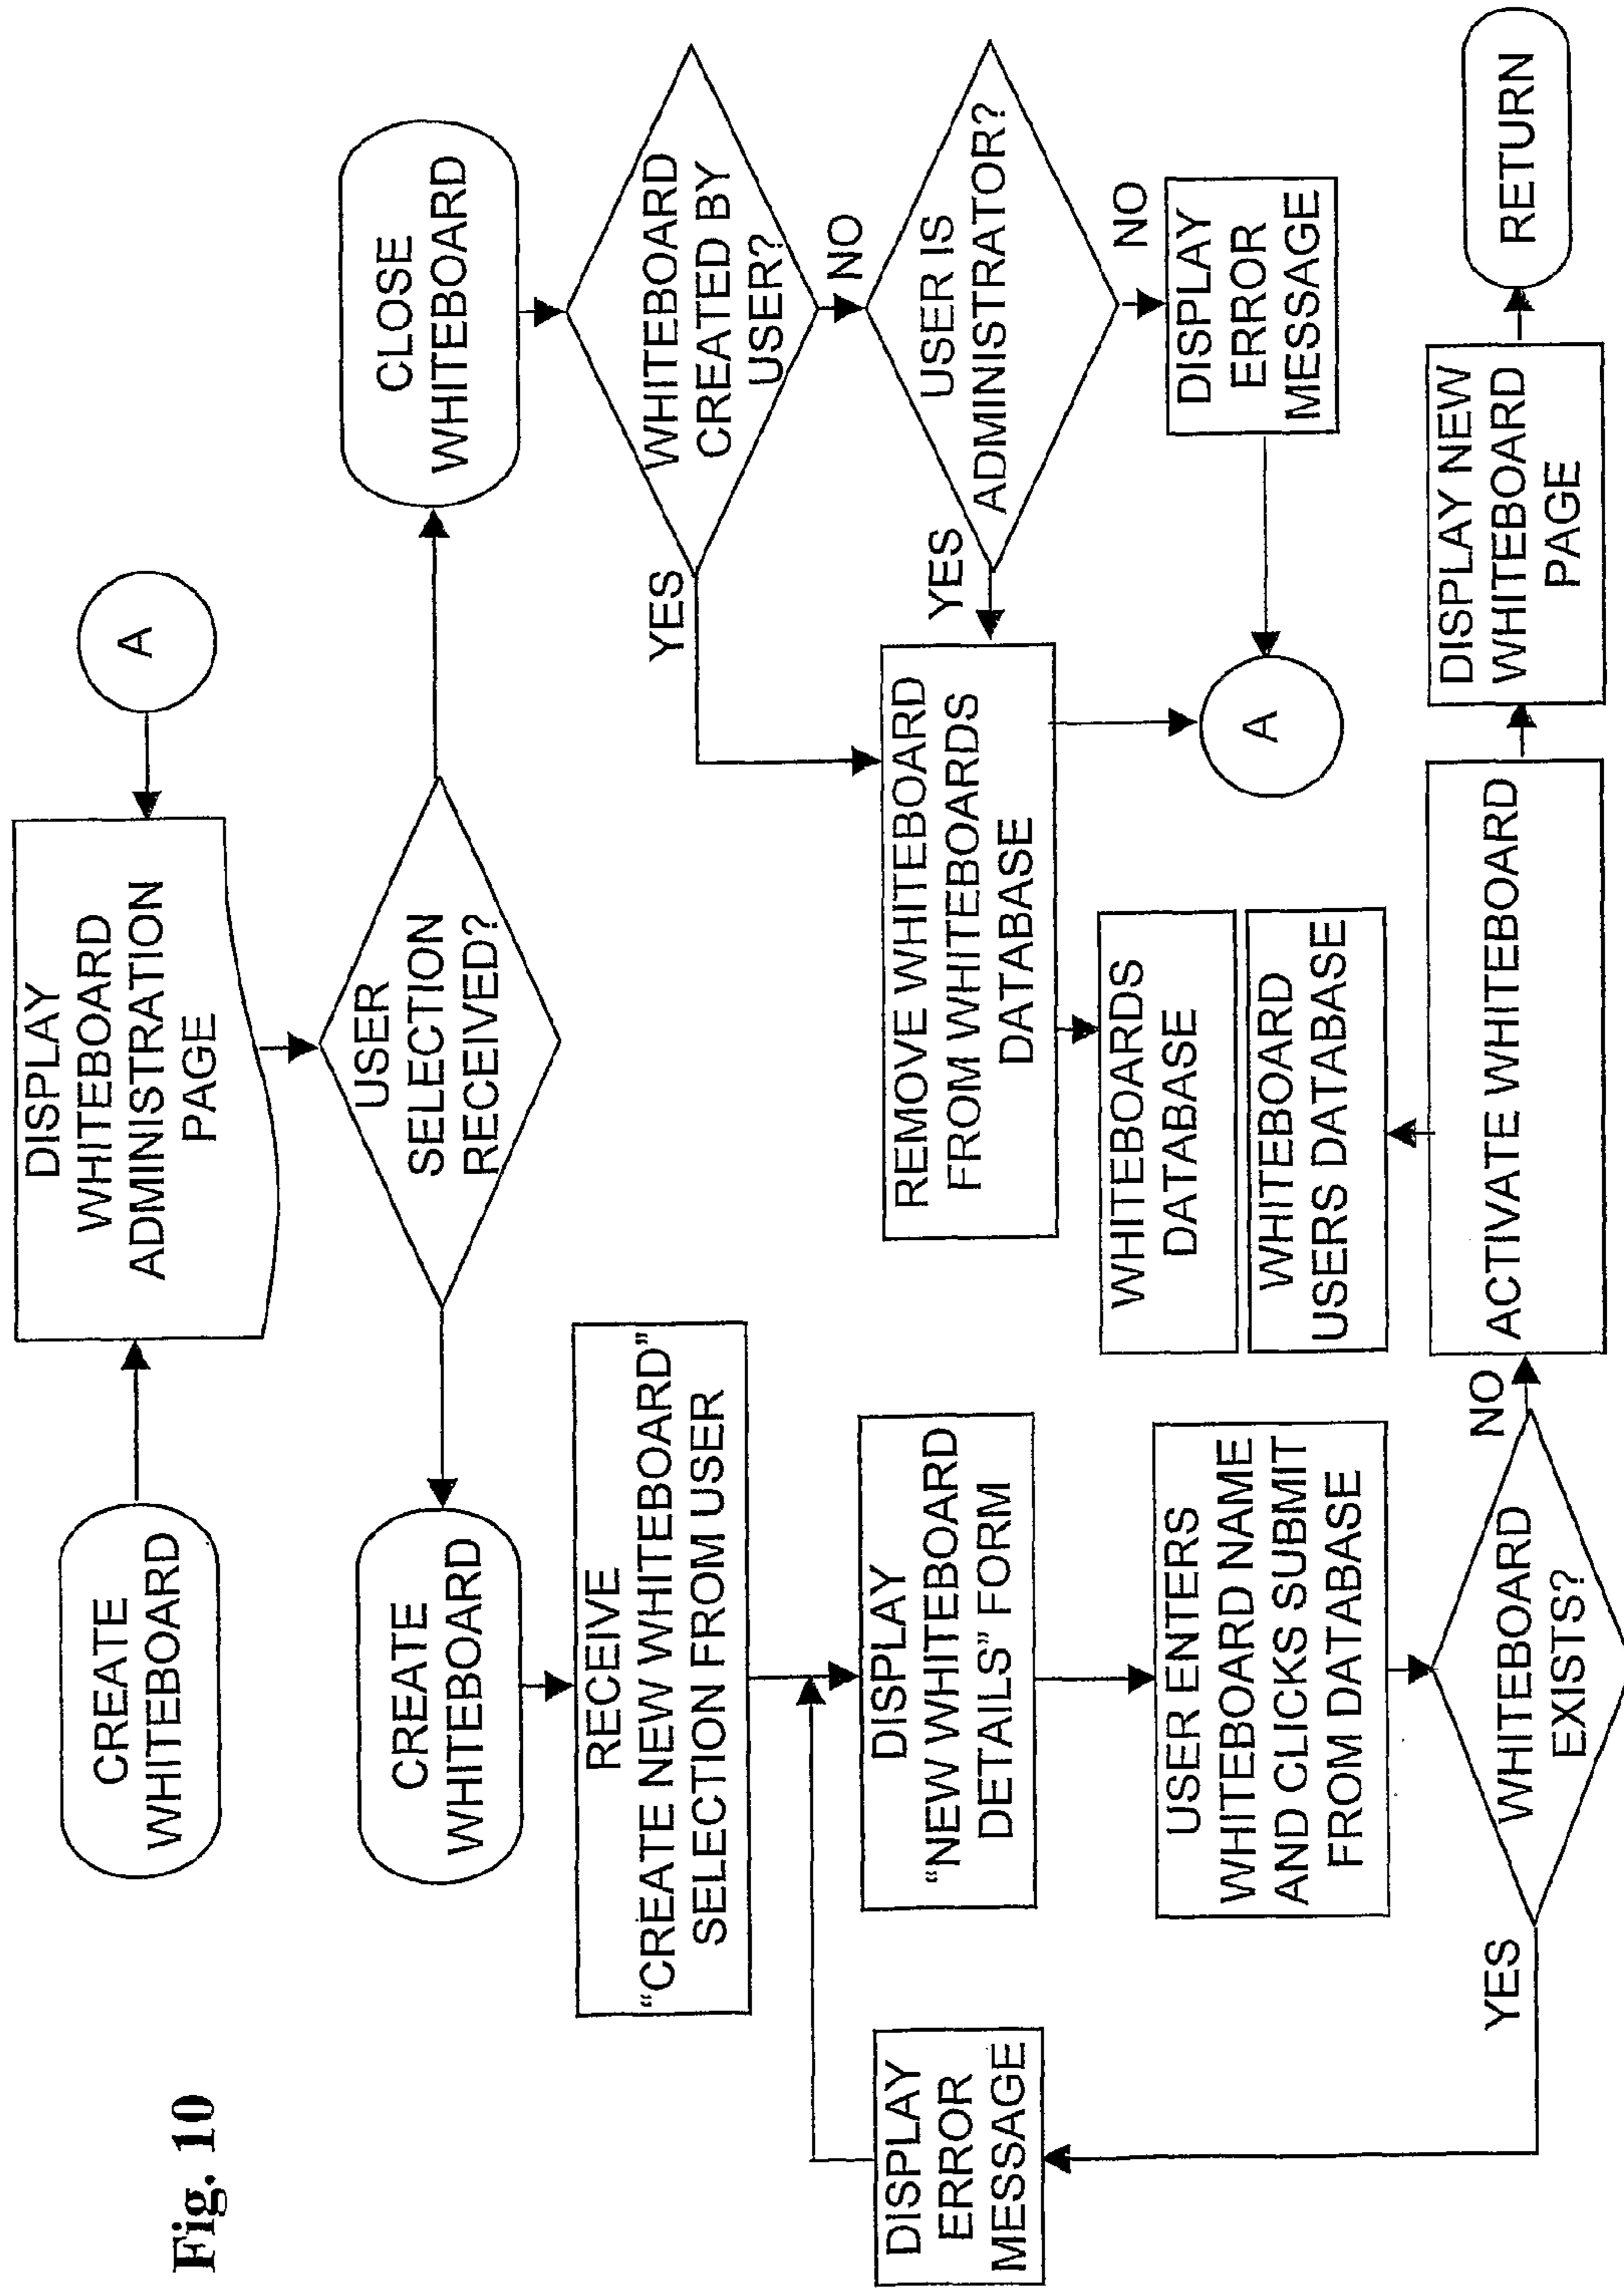 Fig. 10
CREATE
WHITEBOARD
DISPLAY
WHITEBOARD
ADMINISTRATION
PAGE
A
USER
SELECTION
RECEIVED?
CREATE
WHITEBOARD
CLOSE
WHITEBOARD
RECEIVE
“CREATE NEW WHITEBOARD”
SELECTION FROM USER
WHITEBOARD
CREATED BY
USER?
YES
NO
DISPLAY
“NEW WHITEBOARD
DETAILS” FORM
DISPLAY
ERROR
MESSAGE
REMOVE WHITEBOARD
FROM WHITEBOARDS
DATABASE
USER IS
ADMINISTRATOR?
YES
NO
WHITEBOARDS
DATABASE
WHITEBOARD
USERS DATABASE
A
DISPLAY
ERROR
MESSAGE
USER ENTERS
WHITEBOARD NAME
AND CLICKS SUBMIT
FROM DATABASE
WHITEBOARD
EXISTS?
YES
NO
ACTIVATE WHITEBOARD
DISPLAY NEW
WHITEBOARD
PAGE
RETURN